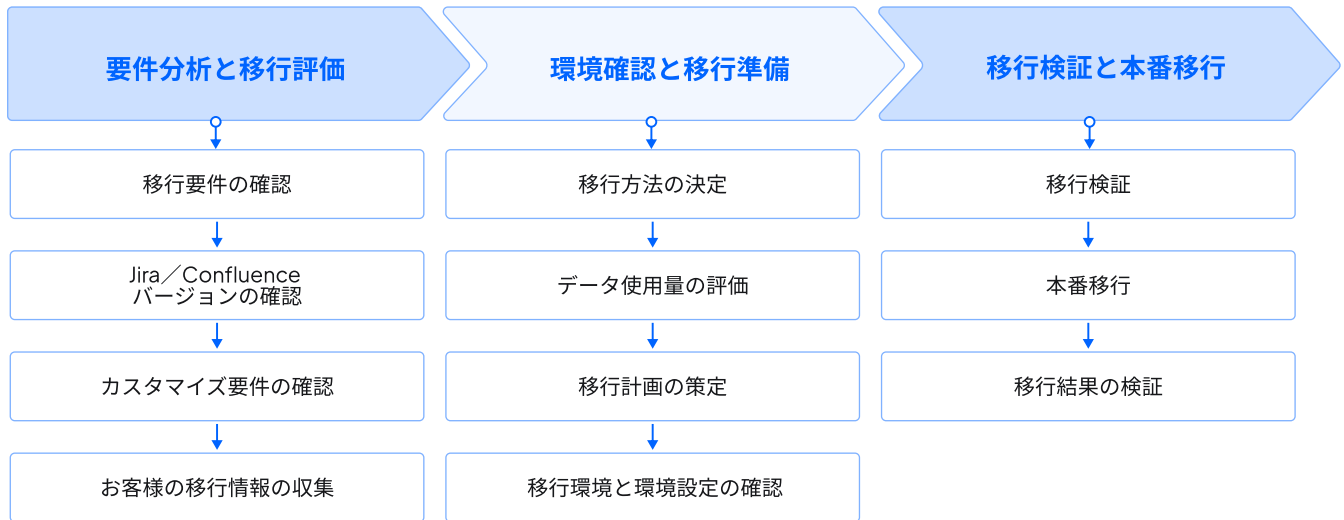 要件分析と移行評価
移行要件の確認
Jira／Confluence
バージョンの確認
カスタマイズ要件の確認
お客様の移行情報の収集
環境確認と移行準備
移行方法の決定
データ使用量の評価
移行計画の策定
移行環境と環境設定の確認
移行検証と本番移行
移行検証
本番移行
移行結果の検証